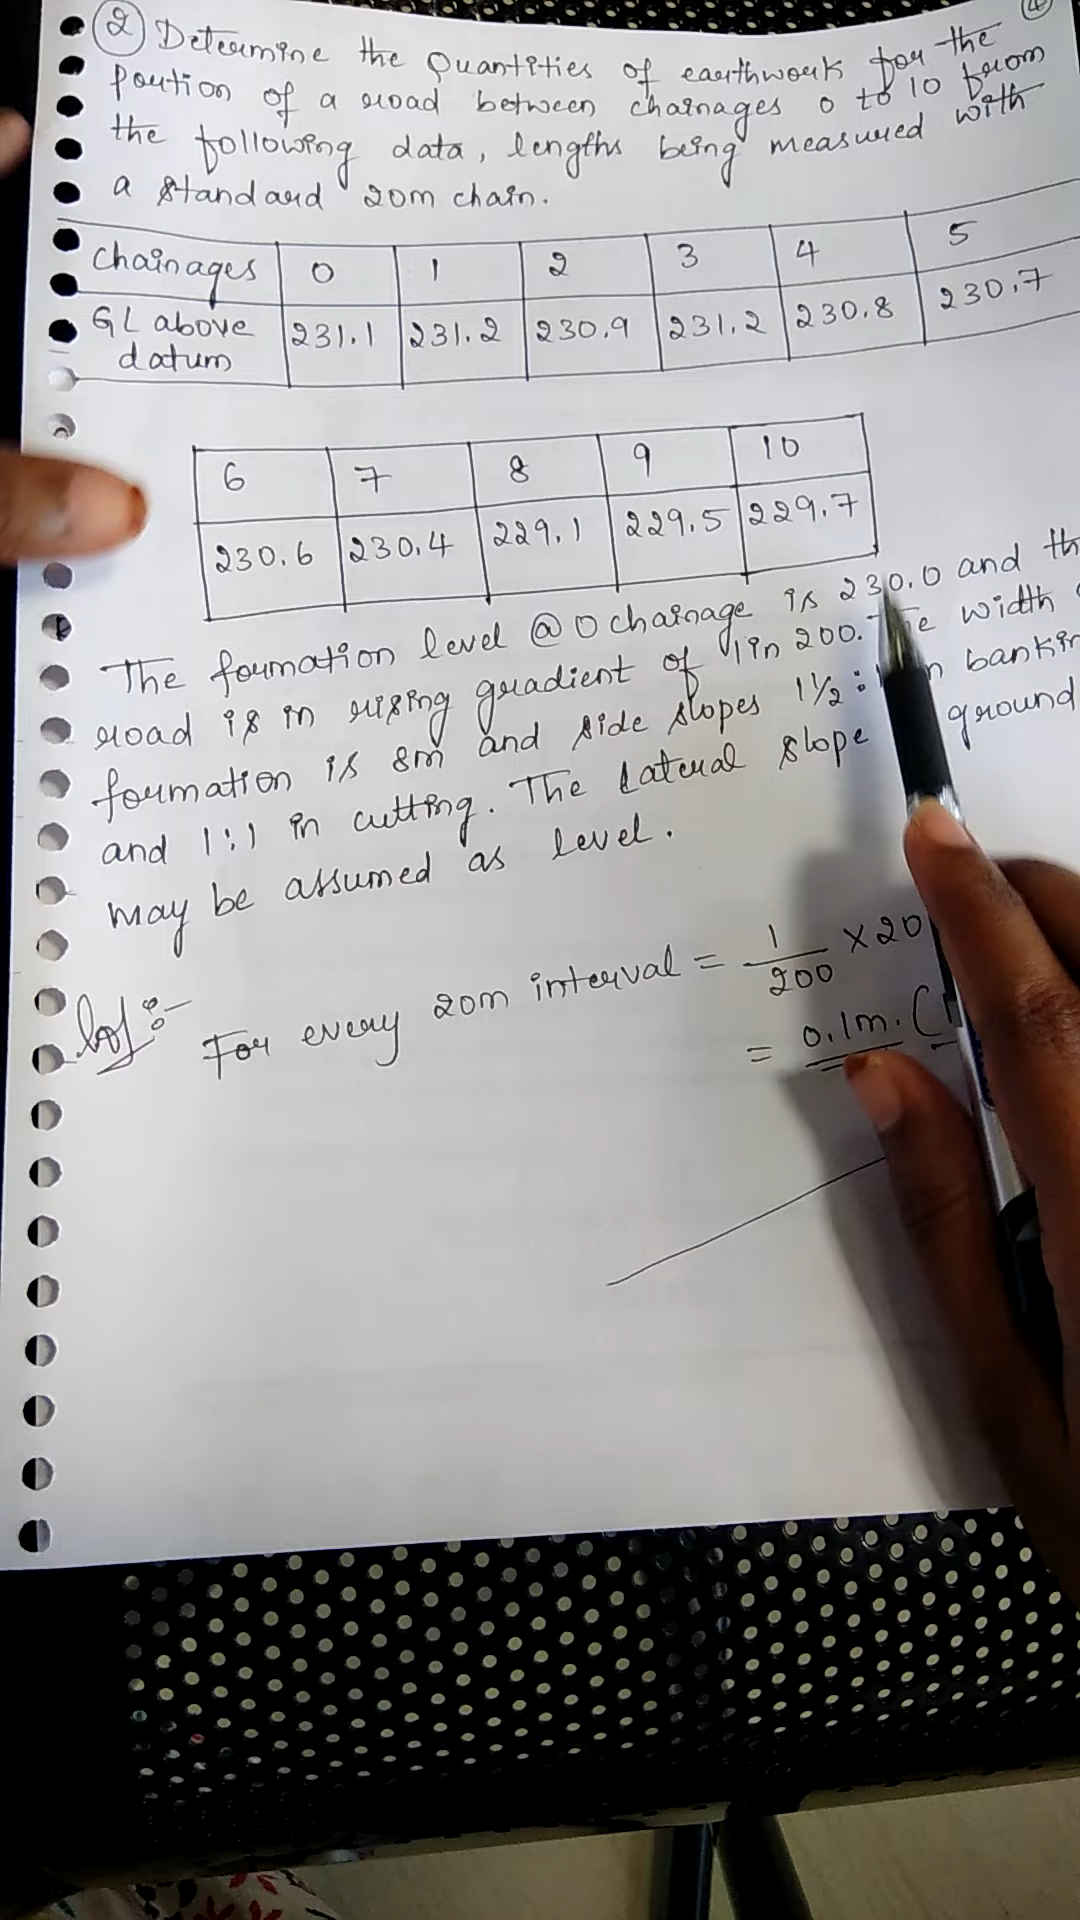 ② Determine the Quantities of earthwork for the
Portion of a road between chainages 0 to 10 from
the following data, lengths being measured with
a standard 20m chain.
Chainages 0 1 2 3 4 5
GL above datum 231.1 231.2 230.9 231.2 230.8 230.7
6 7 8 9 10
230.6 230.4 229.1 229.5 229.7
The formation level @ 0 chainage is 230.0 and
road is in rising gradient of 1 in 200. The width
formation is 8m and side slopes 1½ :
and 1:1 in cutting. The Lateral slope ground
may be assumed as level.
Sol :-
For every 20m interval = 1/200 × 20
= 0.1m. (